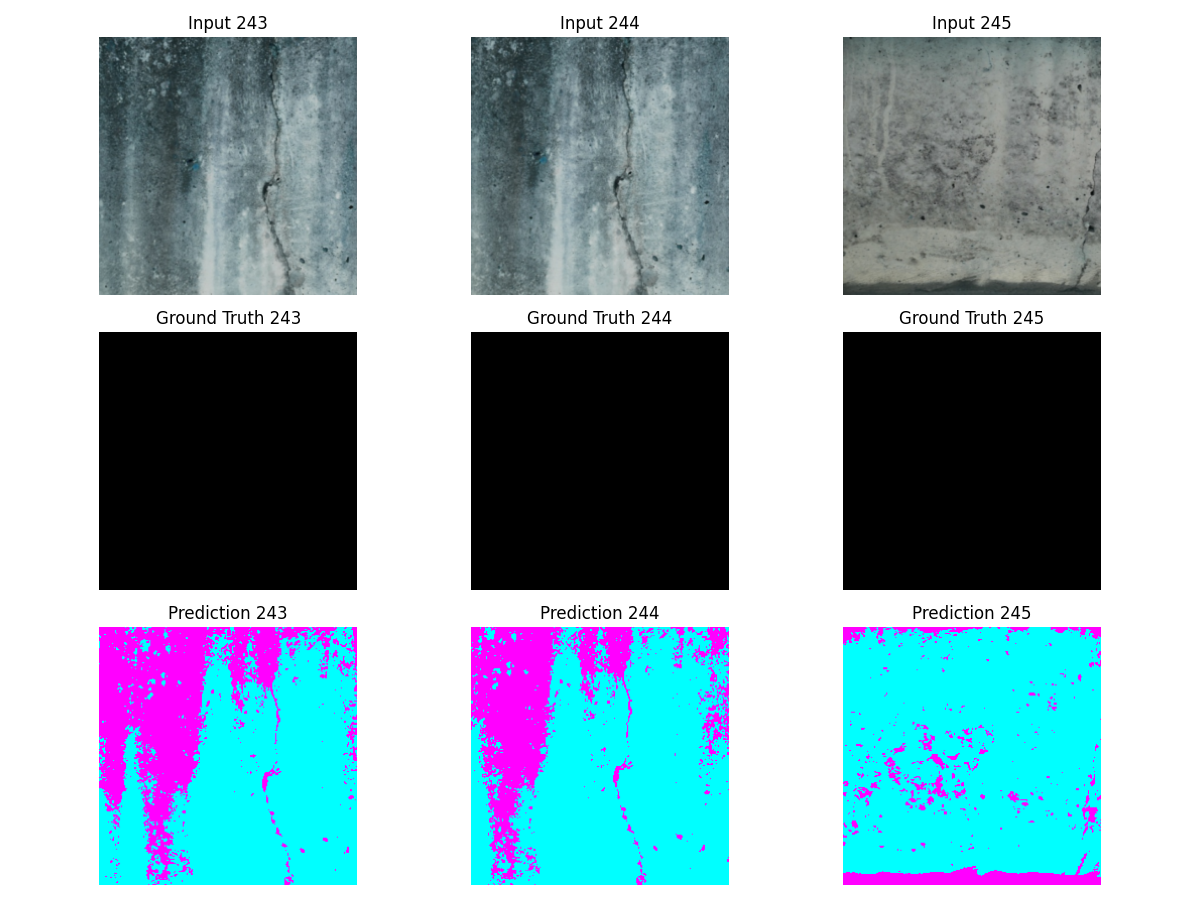 Input 243
Input 244
Input 245
Ground Truth 243
Ground Truth 244
Ground Truth 245
Prediction 243
Prediction 244
Prediction 245